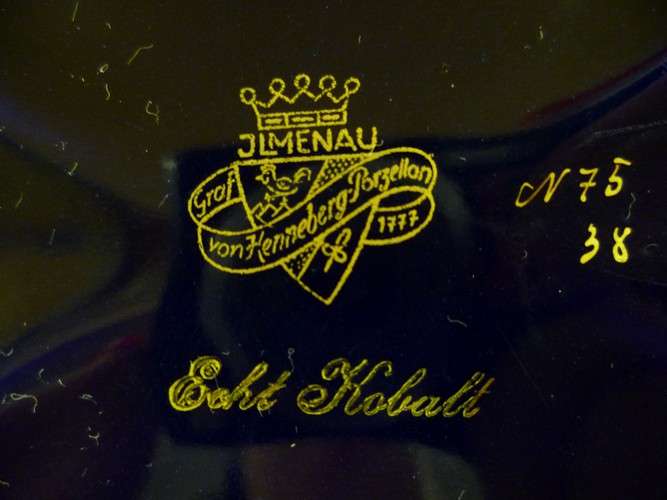 JLMENAU
Graf
von Henneberg-Porzellan
1777
N 75
38
Echt Kobalt